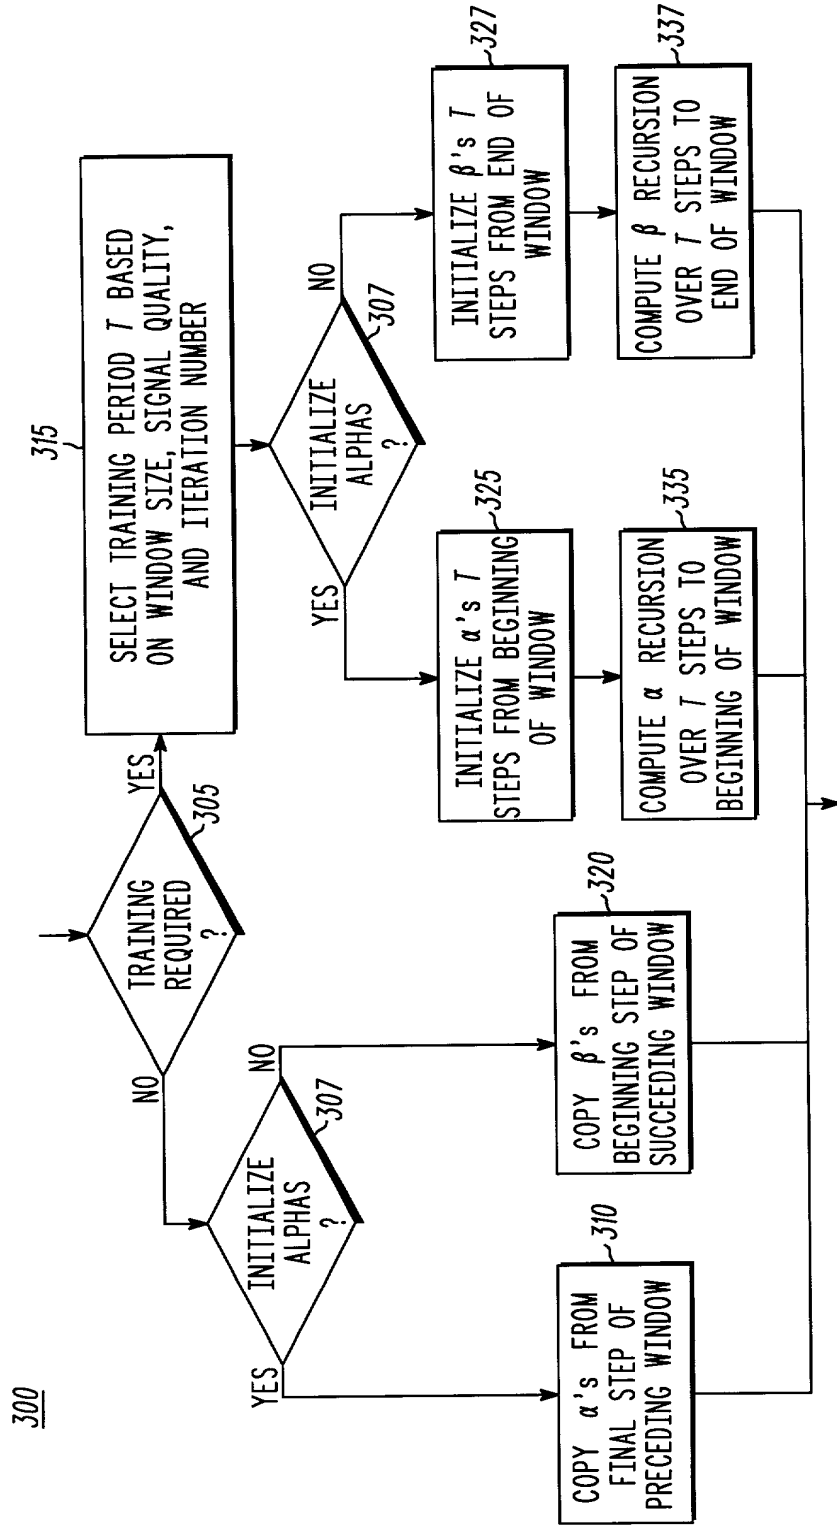 300
TRAINING
REQUIRED
?
305
YES
NO
315
SELECT TRAINING PERIOD T BASED
ON WINDOW SIZE, SIGNAL QUALITY,
AND ITERATION NUMBER
INITIALIZE
ALPHAS
?
307
YES
NO
INITIALIZE
ALPHAS
?
307
YES
NO
310
COPY α's FROM
FINAL STEP OF
PRECEDING WINDOW
320
COPY β's FROM
BEGINNING STEP OF
SUCCEEDING WINDOW
325
INITIALIZE α's T
STEPS FROM BEGINNING
OF WINDOW
327
INITIALIZE β's T
STEPS FROM END OF
WINDOW
335
COMPUTE α RECURSION
OVER T STEPS TO
BEGINNING OF WINDOW
337
COMPUTE β RECURSION
OVER T STEPS TO
END OF WINDOW